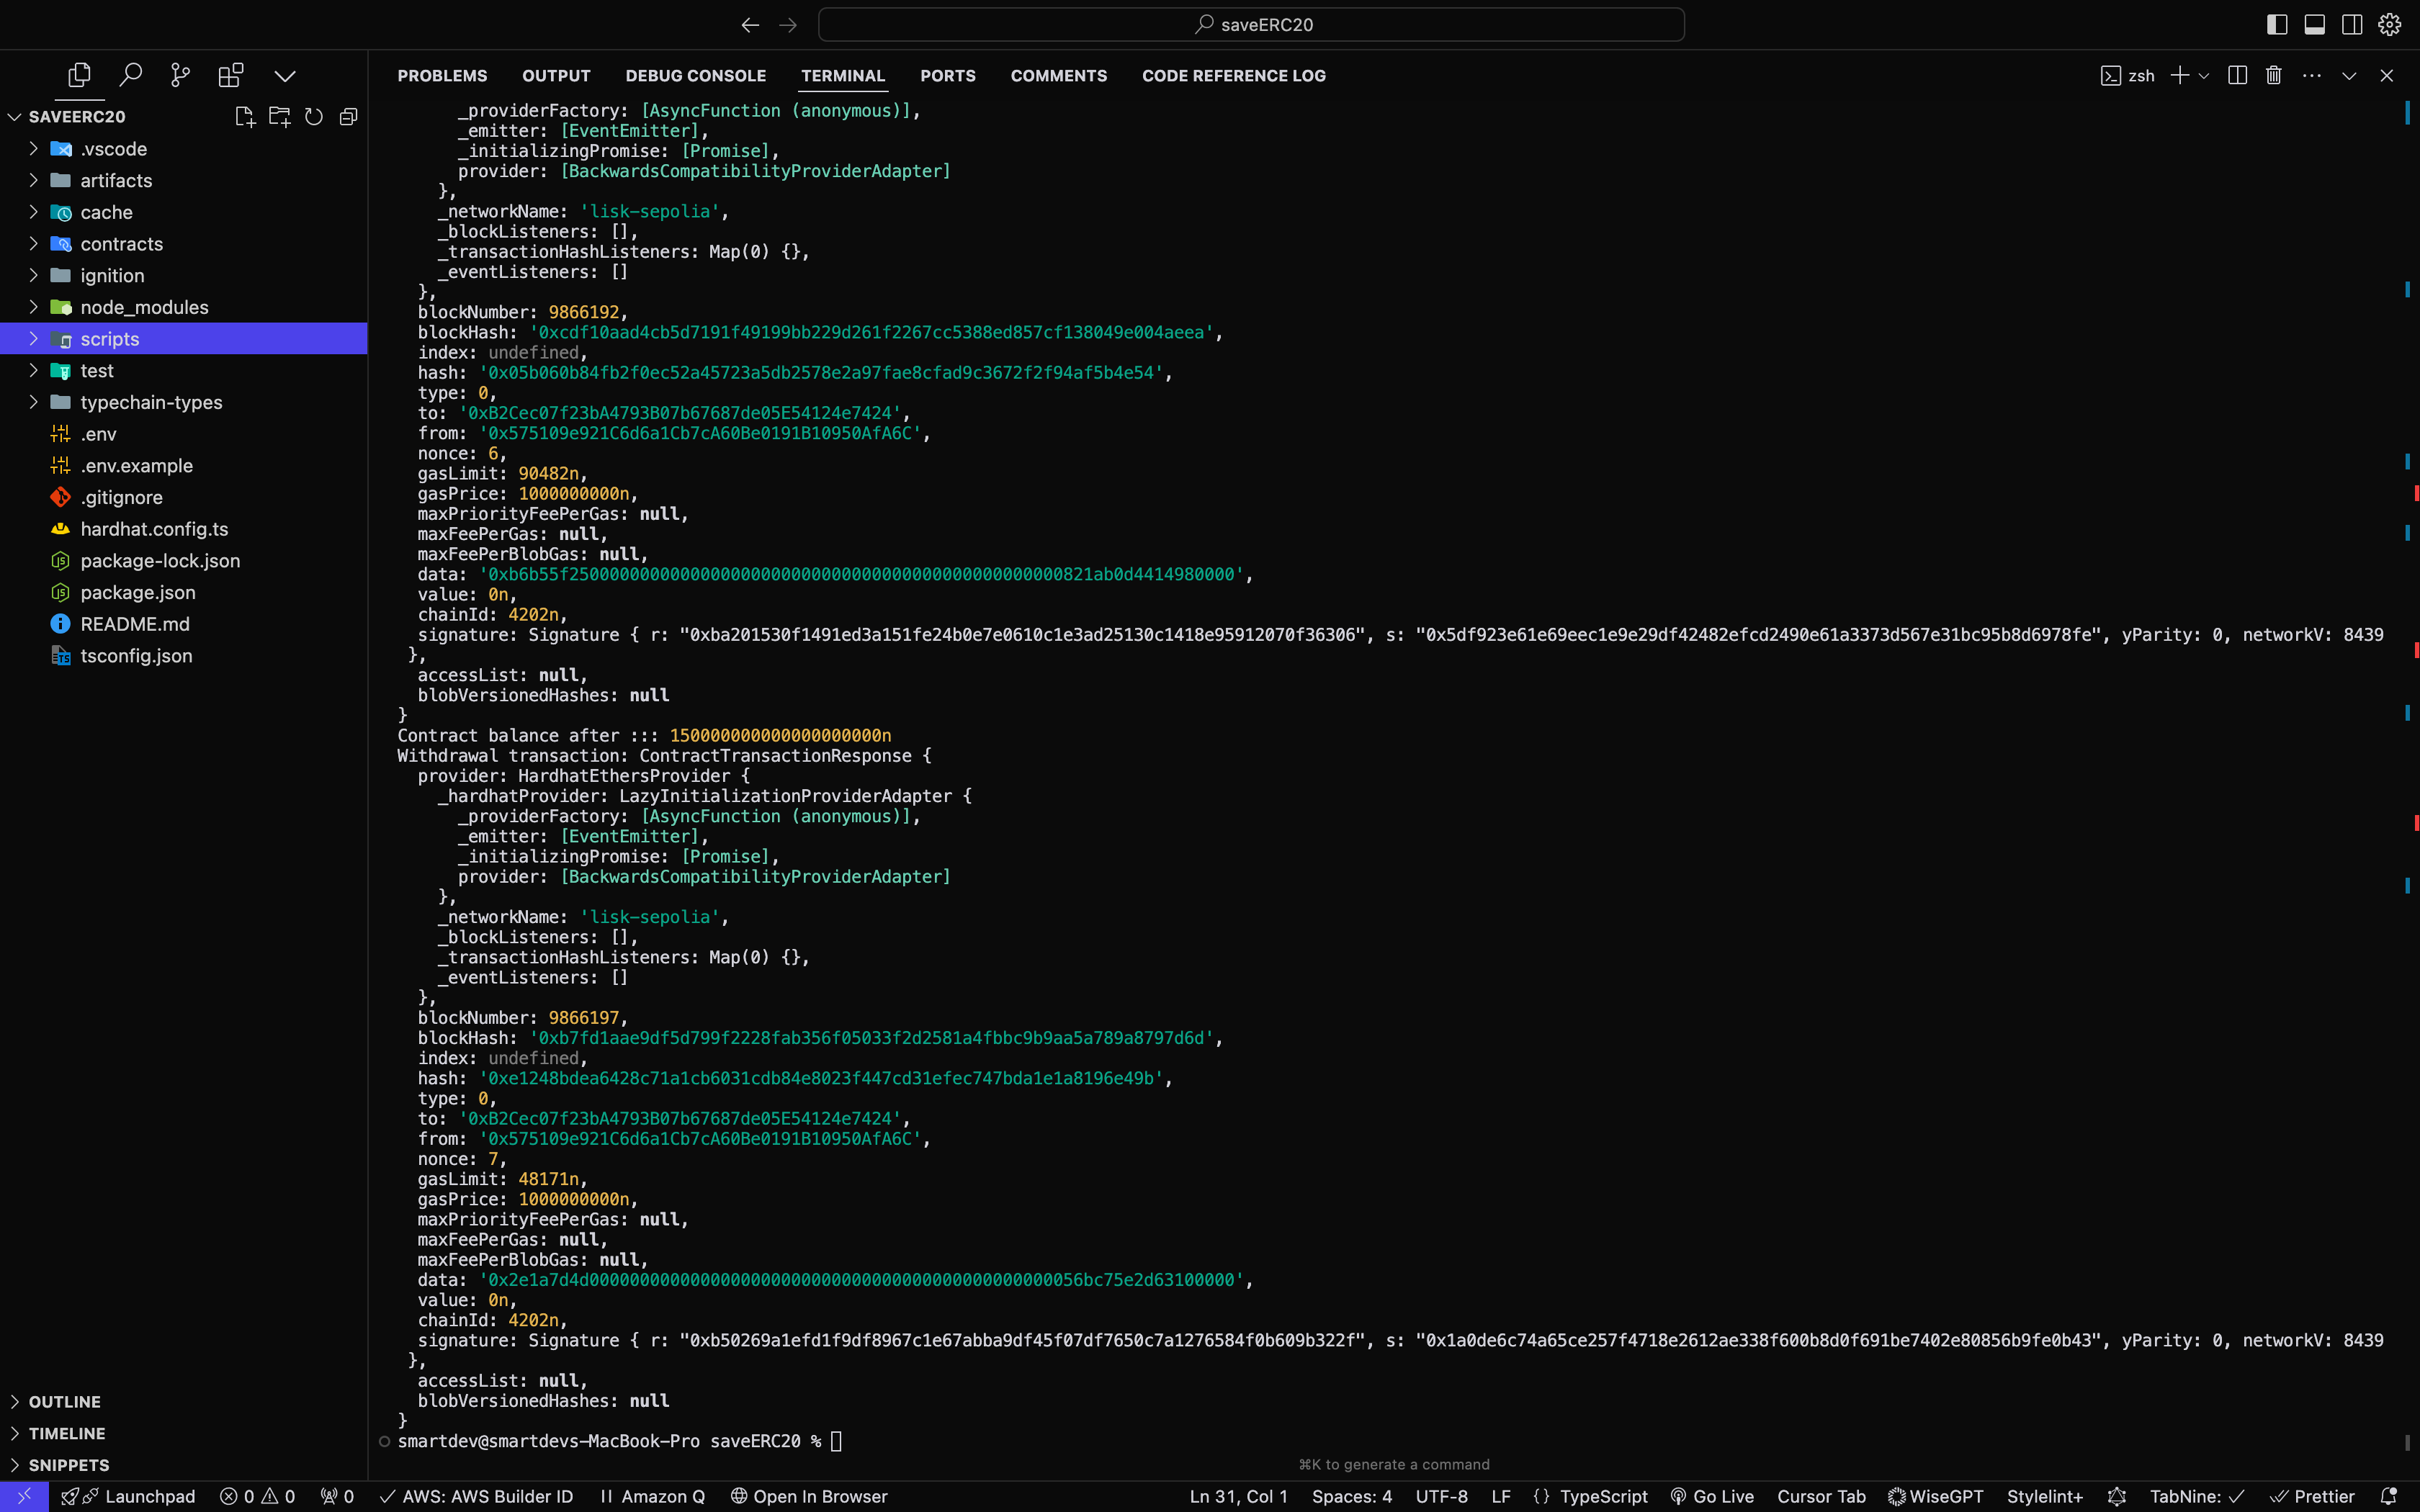 saveERC20
SAVEERC20
.vscode
artifacts
cache
contracts
ignition
node_modules
scripts
test
typechain-types
.env
.env.example
.gitignore
hardhat.config.ts
package-lock.json
package.json
README.md
tsconfig.json
OUTLINE
TIMELINE
SNIPPETS
PROBLEMS OUTPUT DEBUG CONSOLE TERMINAL PORTS COMMENTS CODE REFERENCE LOG
zsh
_providerFactory: [AsyncFunction (anonymous)],
_emitter: [EventEmitter],
_initializingPromise: [Promise],
provider: [BackwardsCompatibilityProviderAdapter]
},
_networkName: 'lisk-sepolia',
_blockListeners: [],
_transactionHashListeners: Map(0) {},
_eventListeners: []
},
blockNumber: 9866192,
blockHash: '0xcdf10aad4cb5d7191f49199bb229d261f2267cc5388ed857cf138049e004aeea',
index: undefined,
hash: '0x05b060b84fb2f0ec52a45723a5db2578e2a97fae8cfad9c3672f2f94af5b4e54',
type: 0,
to: '0xB2Cec07f23bA4793B07b67687de05E54124e7424',
from: '0x575109e921C6d6a1Cb7cA60Be0191B10950AfA6C',
nonce: 6,
gasLimit: 90482n,
gasPrice: 1000000000n,
maxPriorityFeePerGas: null,
maxFeePerGas: null,
maxFeePerBlobGas: null,
data: '0xb6b55f250000000000000000000000000000000000000000000000821ab0d4414980000',
value: 0n,
chainId: 4202n,
signature: Signature { r: "0xba201530f1491ed3a151fe24b0e7e0610c1e3ad25130c1418e95912070f36306", s: "0x5df923e61e69eec1e9e29df42482efcd2490e61a3373d567e31bc95b8d6978fe", yParity: 0, networkV: 8439
},
accessList: null,
blobVersionedHashes: null
}
Contract balance after ::: 150000000000000000000n
Withdrawal transaction: ContractTransactionResponse {
provider: HardhatEthersProvider {
_hardhatProvider: LazyInitializationProviderAdapter {
_providerFactory: [AsyncFunction (anonymous)],
_emitter: [EventEmitter],
_initializingPromise: [Promise],
provider: [BackwardsCompatibilityProviderAdapter]
},
_networkName: 'lisk-sepolia',
_blockListeners: [],
_transactionHashListeners: Map(0) {},
_eventListeners: []
},
blockNumber: 9866197,
blockHash: '0xb7fd1aae9df5d799f2228fab356f05033f2d2581a4fbbc9b9aa5a789a8797d6d',
index: undefined,
hash: '0xe1248bdea6428c71a1cb6031cdb84e8023f447cd31efec747bda1e1a8196e49b',
type: 0,
to: '0xB2Cec07f23bA4793B07b67687de05E54124e7424',
from: '0x575109e921C6d6a1Cb7cA60Be0191B10950AfA6C',
nonce: 7,
gasLimit: 48171n,
gasPrice: 1000000000n,
maxPriorityFeePerGas: null,
maxFeePerGas: null,
maxFeePerBlobGas: null,
data: '0x2e1a7d4d0000000000000000000000000000000000000000000000056bc75e2d63100000',
value: 0n,
chainId: 4202n,
signature: Signature { r: "0xb50269a1efd1f9df8967c1e67abba9df45f07df7650c7a1276584f0b609b322f", s: "0x1a0de6c74a65ce257f4718e2612ae338f600b8d0f691be7402e80856b9fe0b43", yParity: 0, networkV: 8439
},
accessList: null,
blobVersionedHashes: null
}
smartdev@smartdevs-MacBook-Pro saveERC20 %
⌘K to generate a command
Launchpad 0 0 0 AWS: AWS Builder ID Amazon Q Open In Browser Ln 31, Col 1 Spaces: 4 UTF-8 LF {} TypeScript Go Live Cursor Tab WiseGPT Stylelint+ TabNine: Prettier